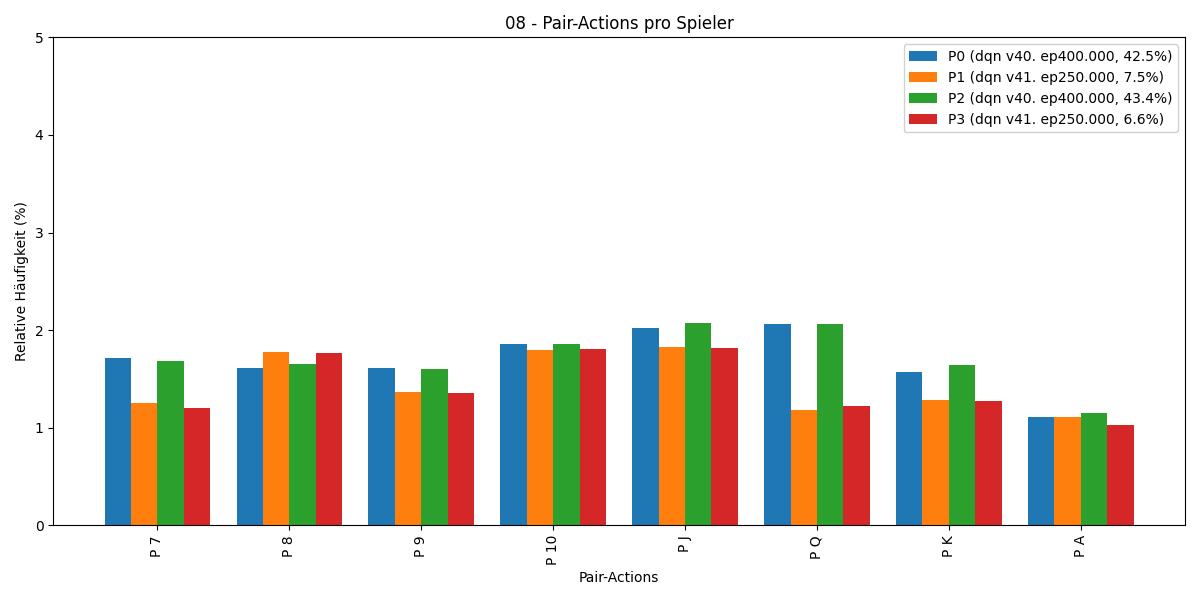 08 - Pair-Actions pro Spieler
P0 (dqn v40. ep400.000, 42.5%)
P1 (dqn v41. ep250.000, 7.5%)
P2 (dqn v40. ep400.000, 43.4%)
P3 (dqn v41. ep250.000, 6.6%)
Relative Häufigkeit (%)
5
4
3
2
1
0
P 7
P 8
P 9
P 10
P J
P Q
P K
P A
Pair-Actions